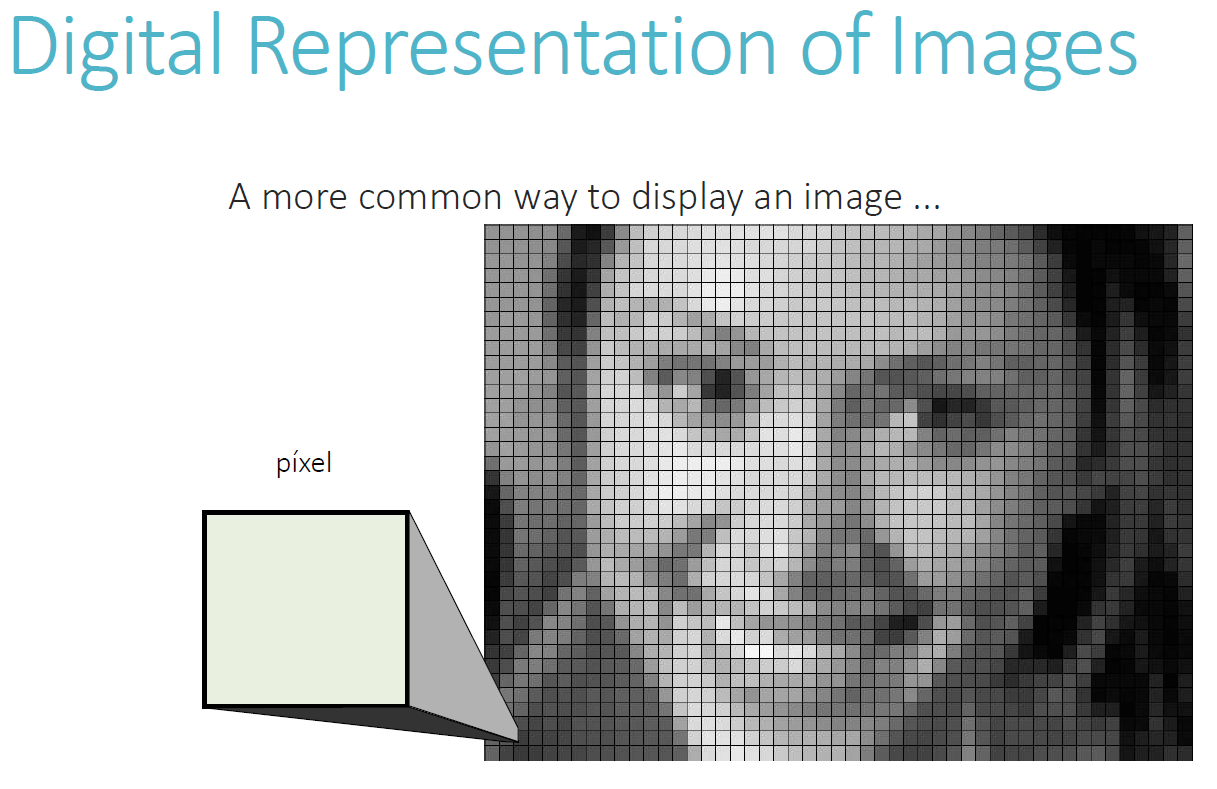 Digital Representation of Images
A more common way to display an image ...
píxel